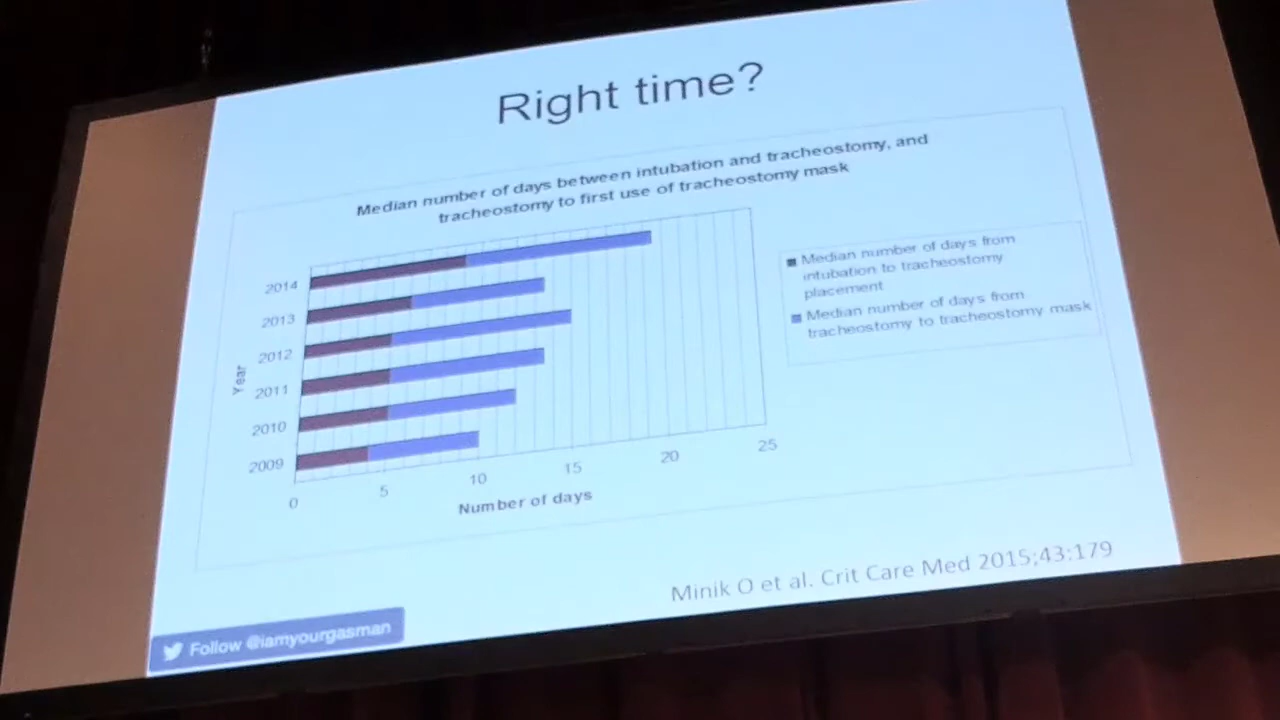 Right time?
Median number of days between intubation and tracheostomy, and
tracheostomy to first use of tracheostomy mask
2014
2013
2012
2011
2010
2009
Year
0 5 10 15 20 25
Number of days
Median number of days from
intubation to tracheostomy
placement
Median number of days from
tracheostomy to tracheostomy mask
Minik O et al. Crit Care Med 2015;43:179
Follow @iamyourgasman